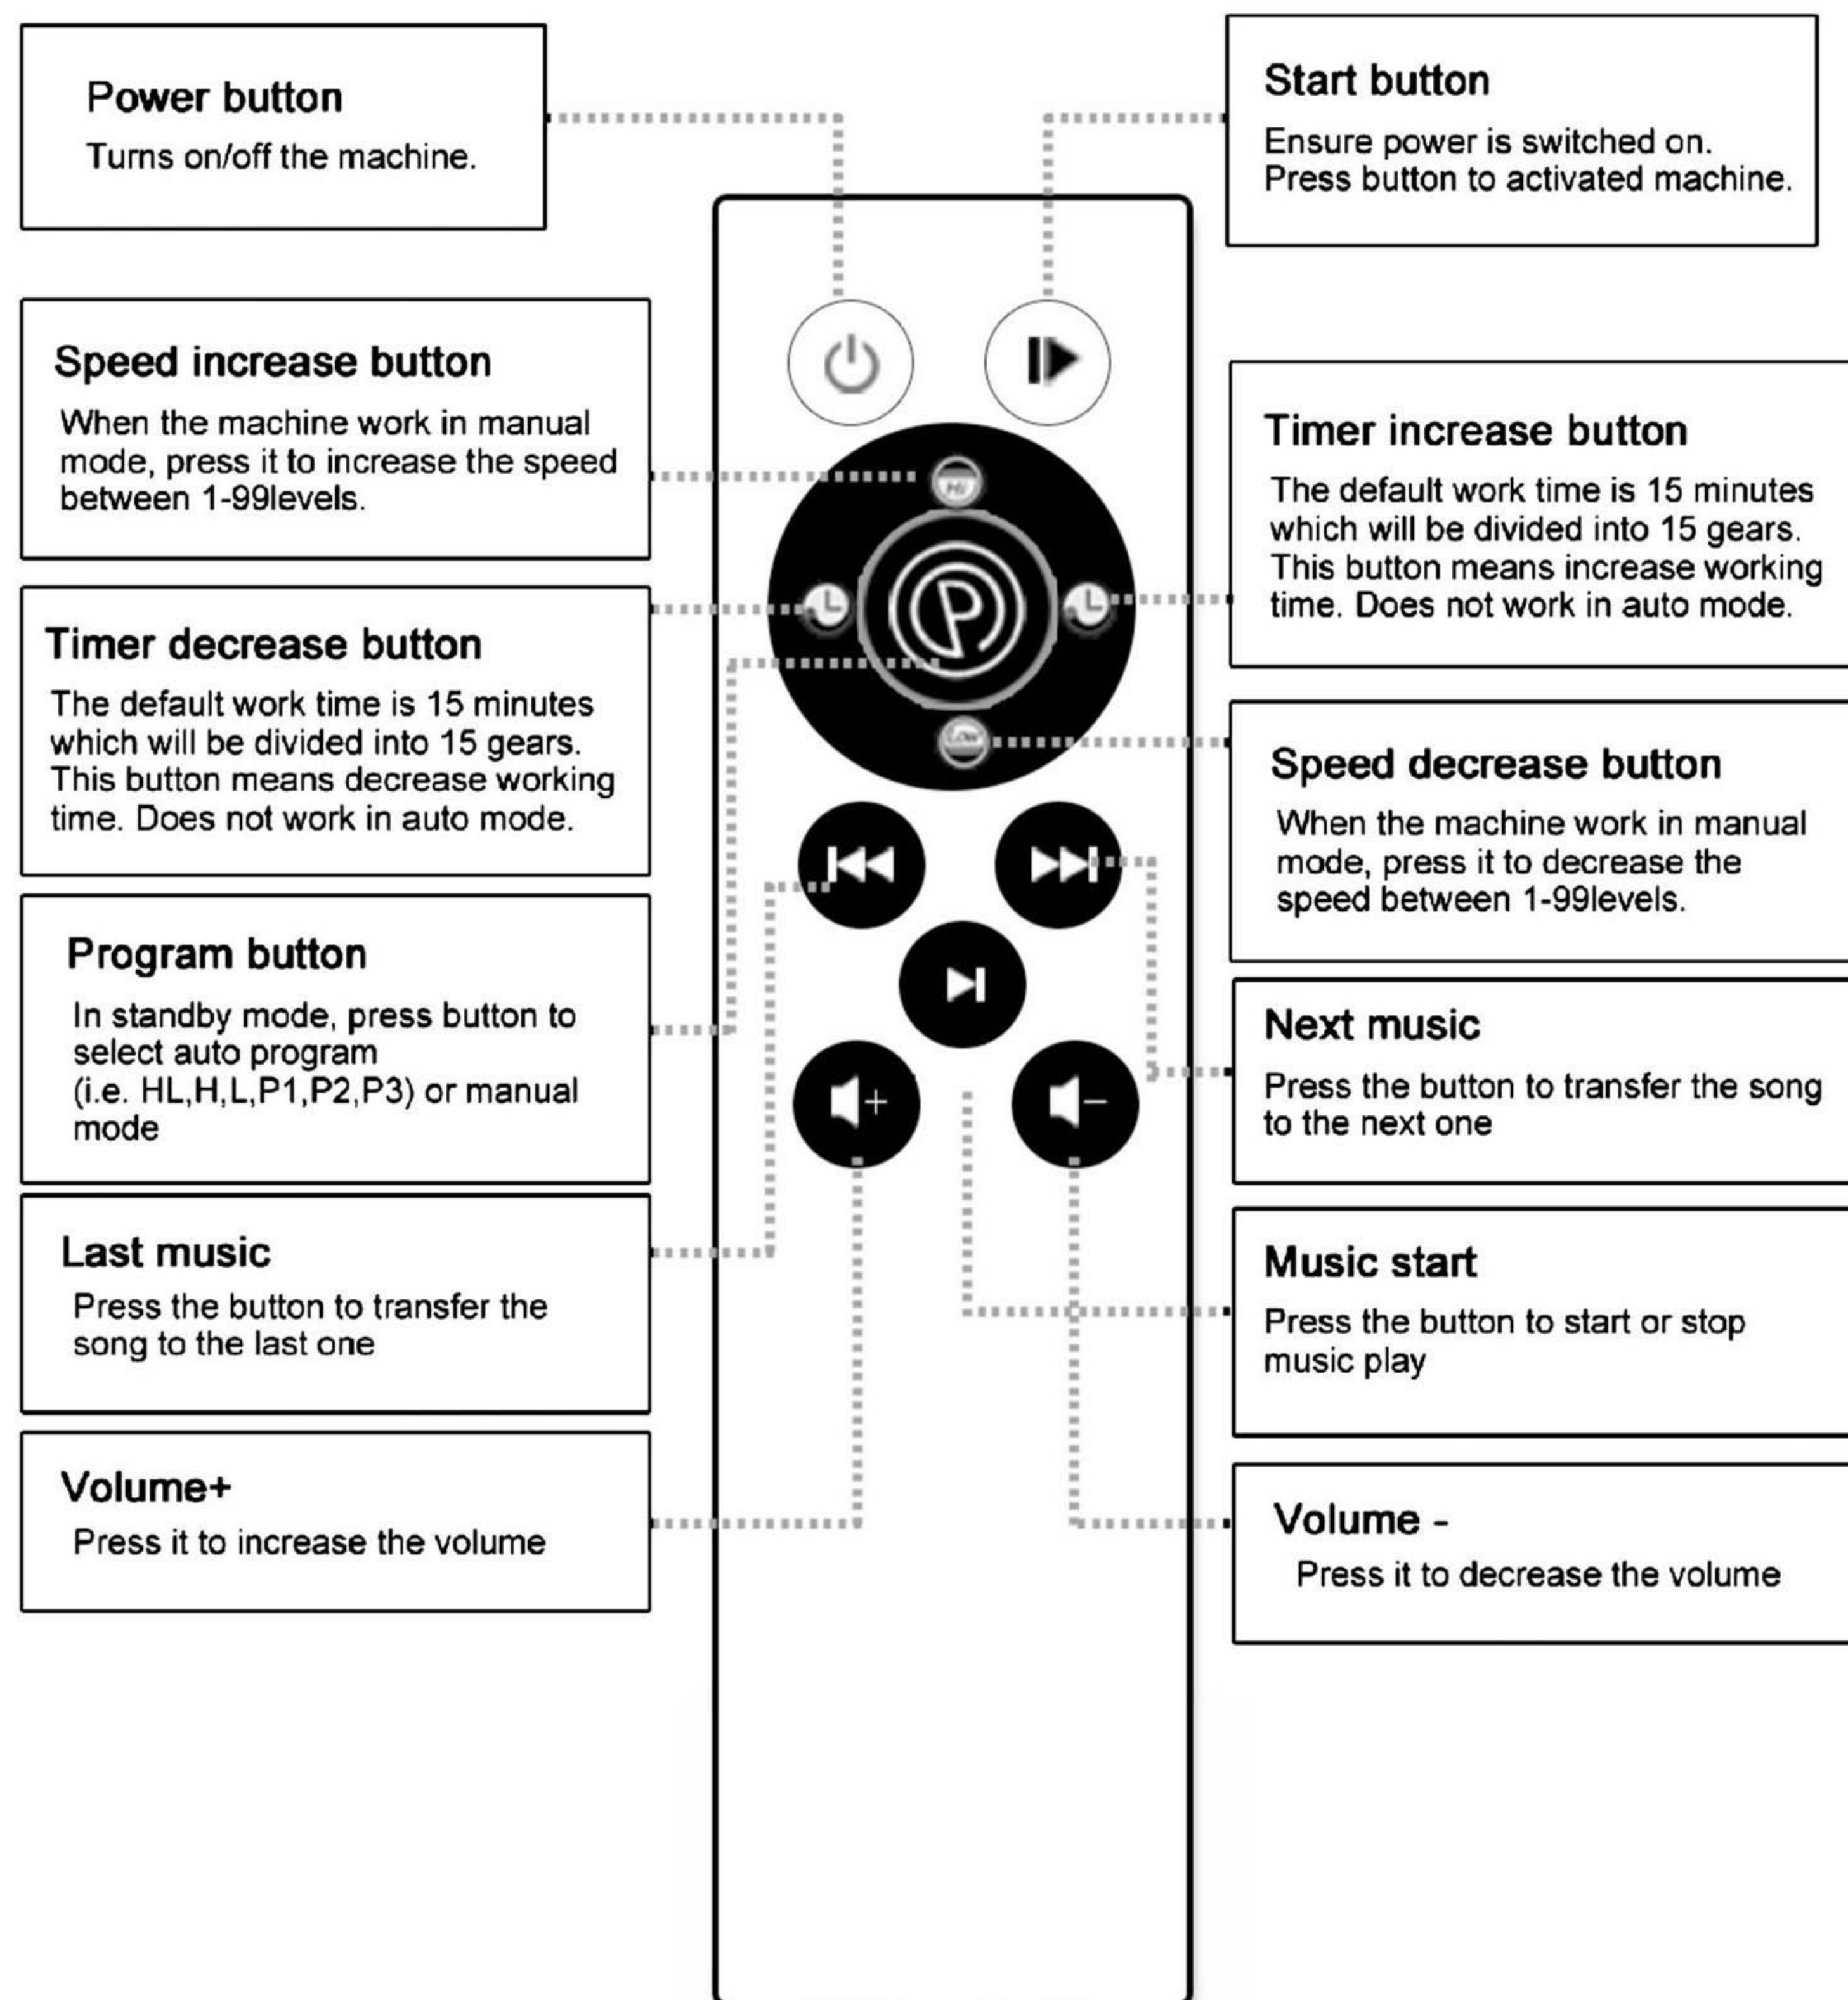 Power button
Turns on/off the machine.
Start button
Ensure power is switched on.
Press button to activated machine.
Speed increase button
When the machine work in manual
mode, press it to increase the speed
between 1-99levels.
Timer increase button
The default work time is 15 minutes
which will be divided into 15 gears.
This button means increase working
time. Does not work in auto mode.
Timer decrease button
The default work time is 15 minutes
which will be divided into 15 gears.
This button means decrease working
time. Does not work in auto mode.
Speed decrease button
When the machine work in manual
mode, press it to decrease the
speed between 1-99levels.
Program button
In standby mode, press button to
select auto program
(i.e. HL,H,L,P1,P2,P3) or manual
mode
Next music
Press the button to transfer the song
to the next one
Last music
Press the button to transfer the
song to the last one
Music start
Press the button to start or stop
music play
Volume+
Press it to increase the volume
Volume -
Press it to decrease the volume
Hi
P
Low